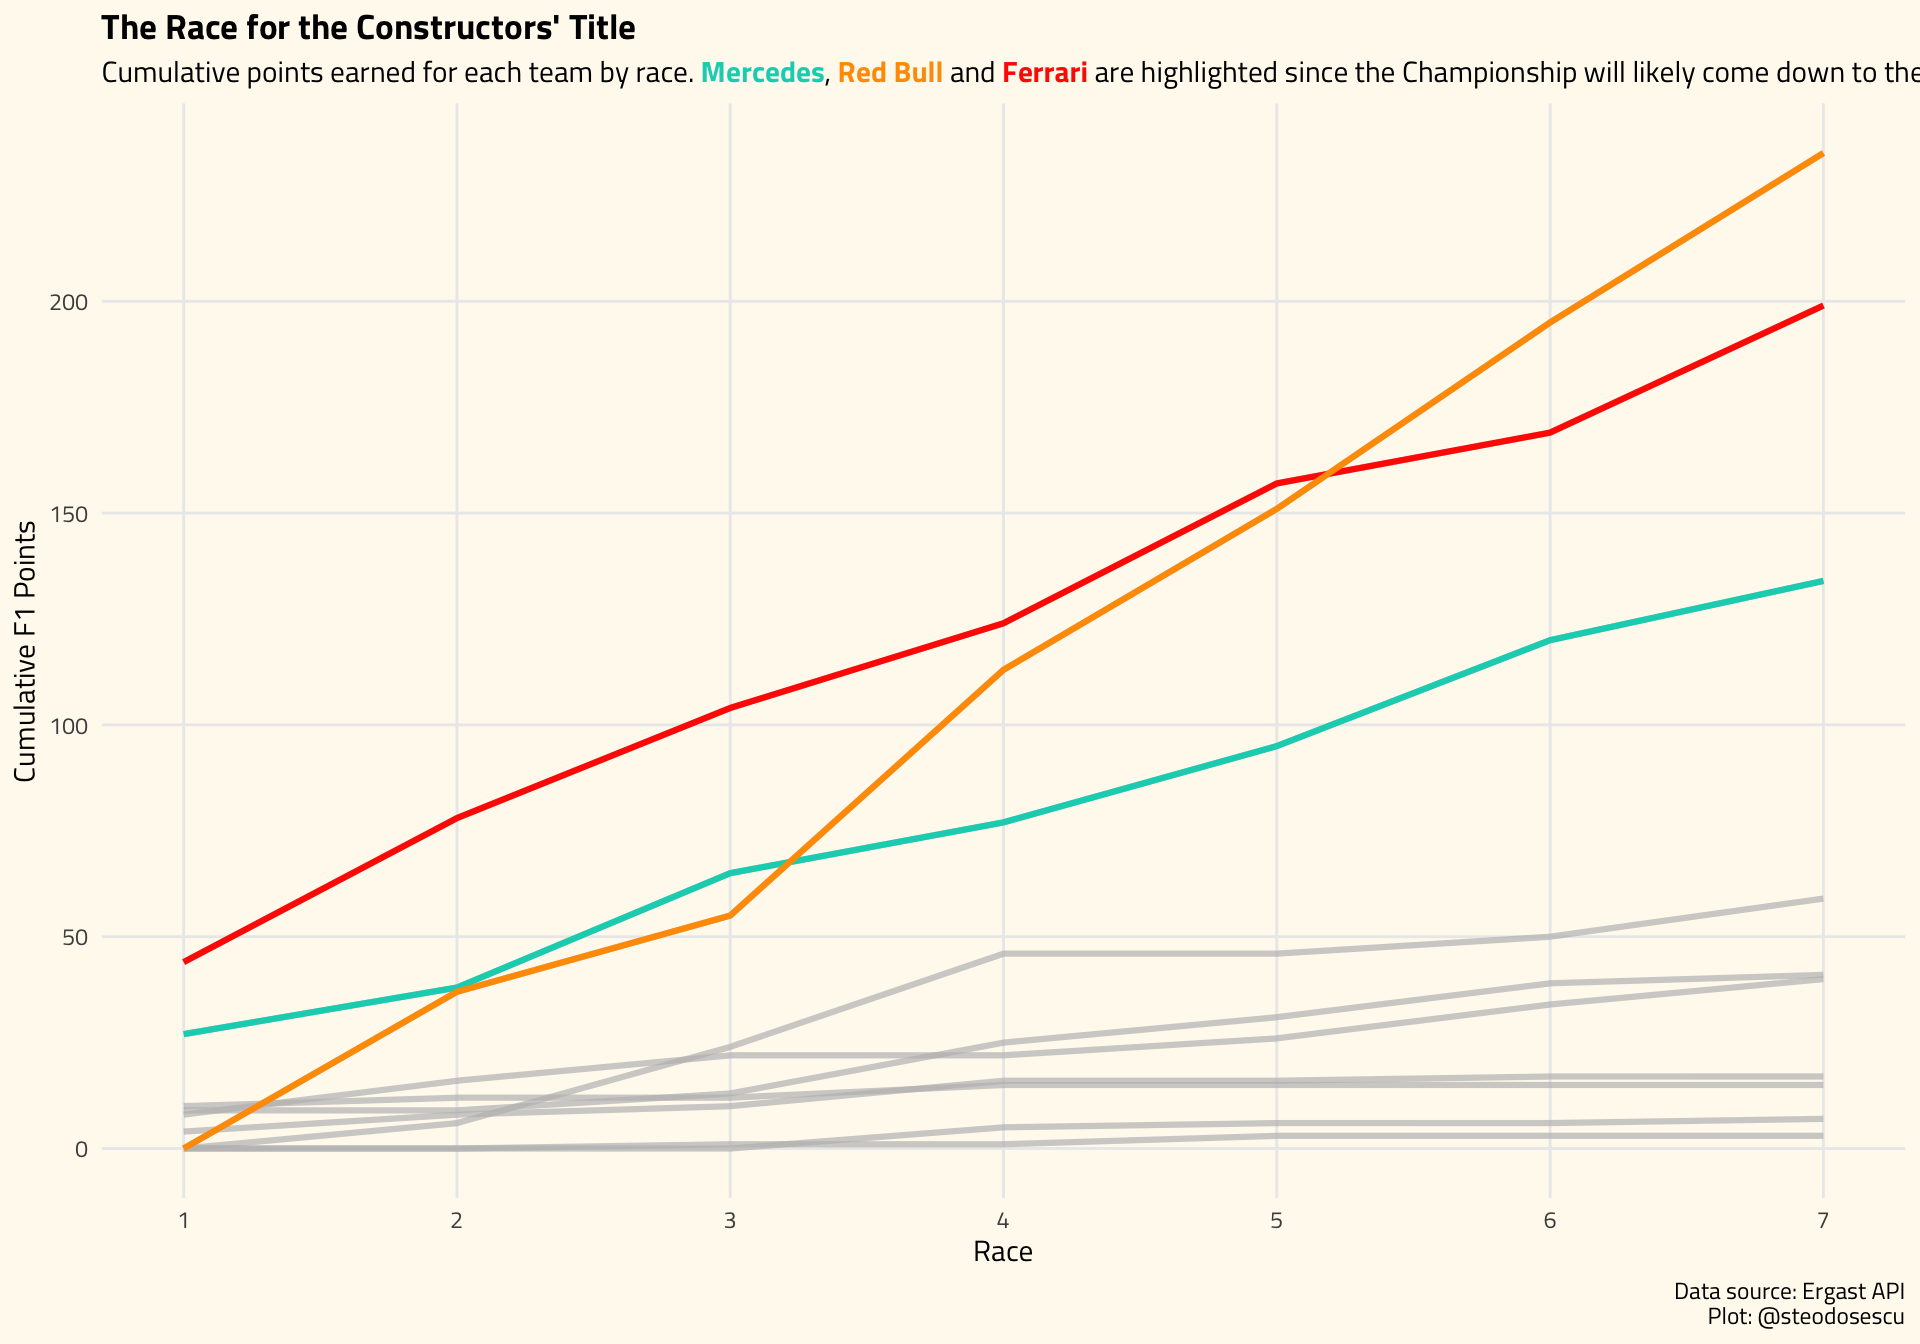 The Race for the Constructors' Title
Cumulative points earned for each team by race. Mercedes, Red Bull and Ferrari are highlighted since the Championship will likely come down to the
Cumulative F1 Points
200
150
100
50
0
1 2 3 4 5 6 7
Race
Data source: Ergast API
Plot: @steodosescu